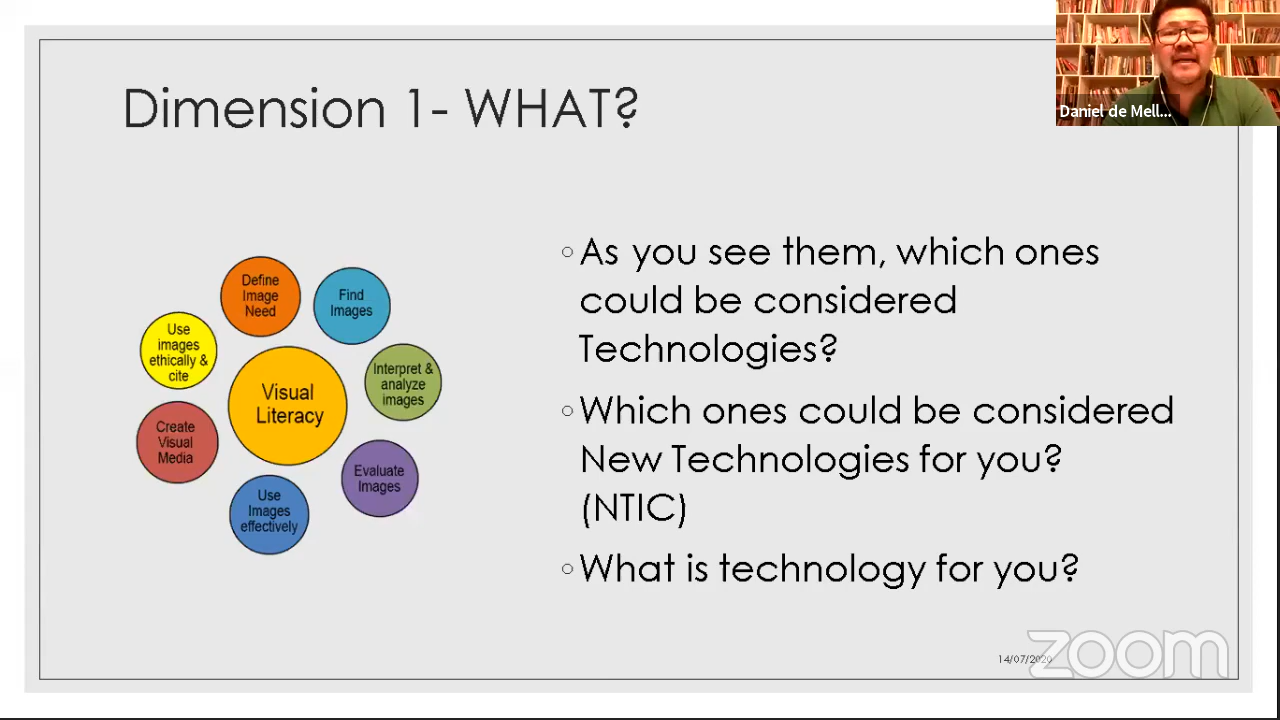 Dimension 1- WHAT?
Daniel de Mell...
Define
Image
Need
Find
Images
Use
images
ethically &
cite
Interpret &
analyze
images
Visual
Literacy
Create
Visual
Media
Evaluate
Images
Use
Images
effectively
As you see them, which ones
could be considered
Technologies?
Which ones could be considered
New Technologies for you?
(NTIC)
What is technology for you?
14/07/2020
zoom